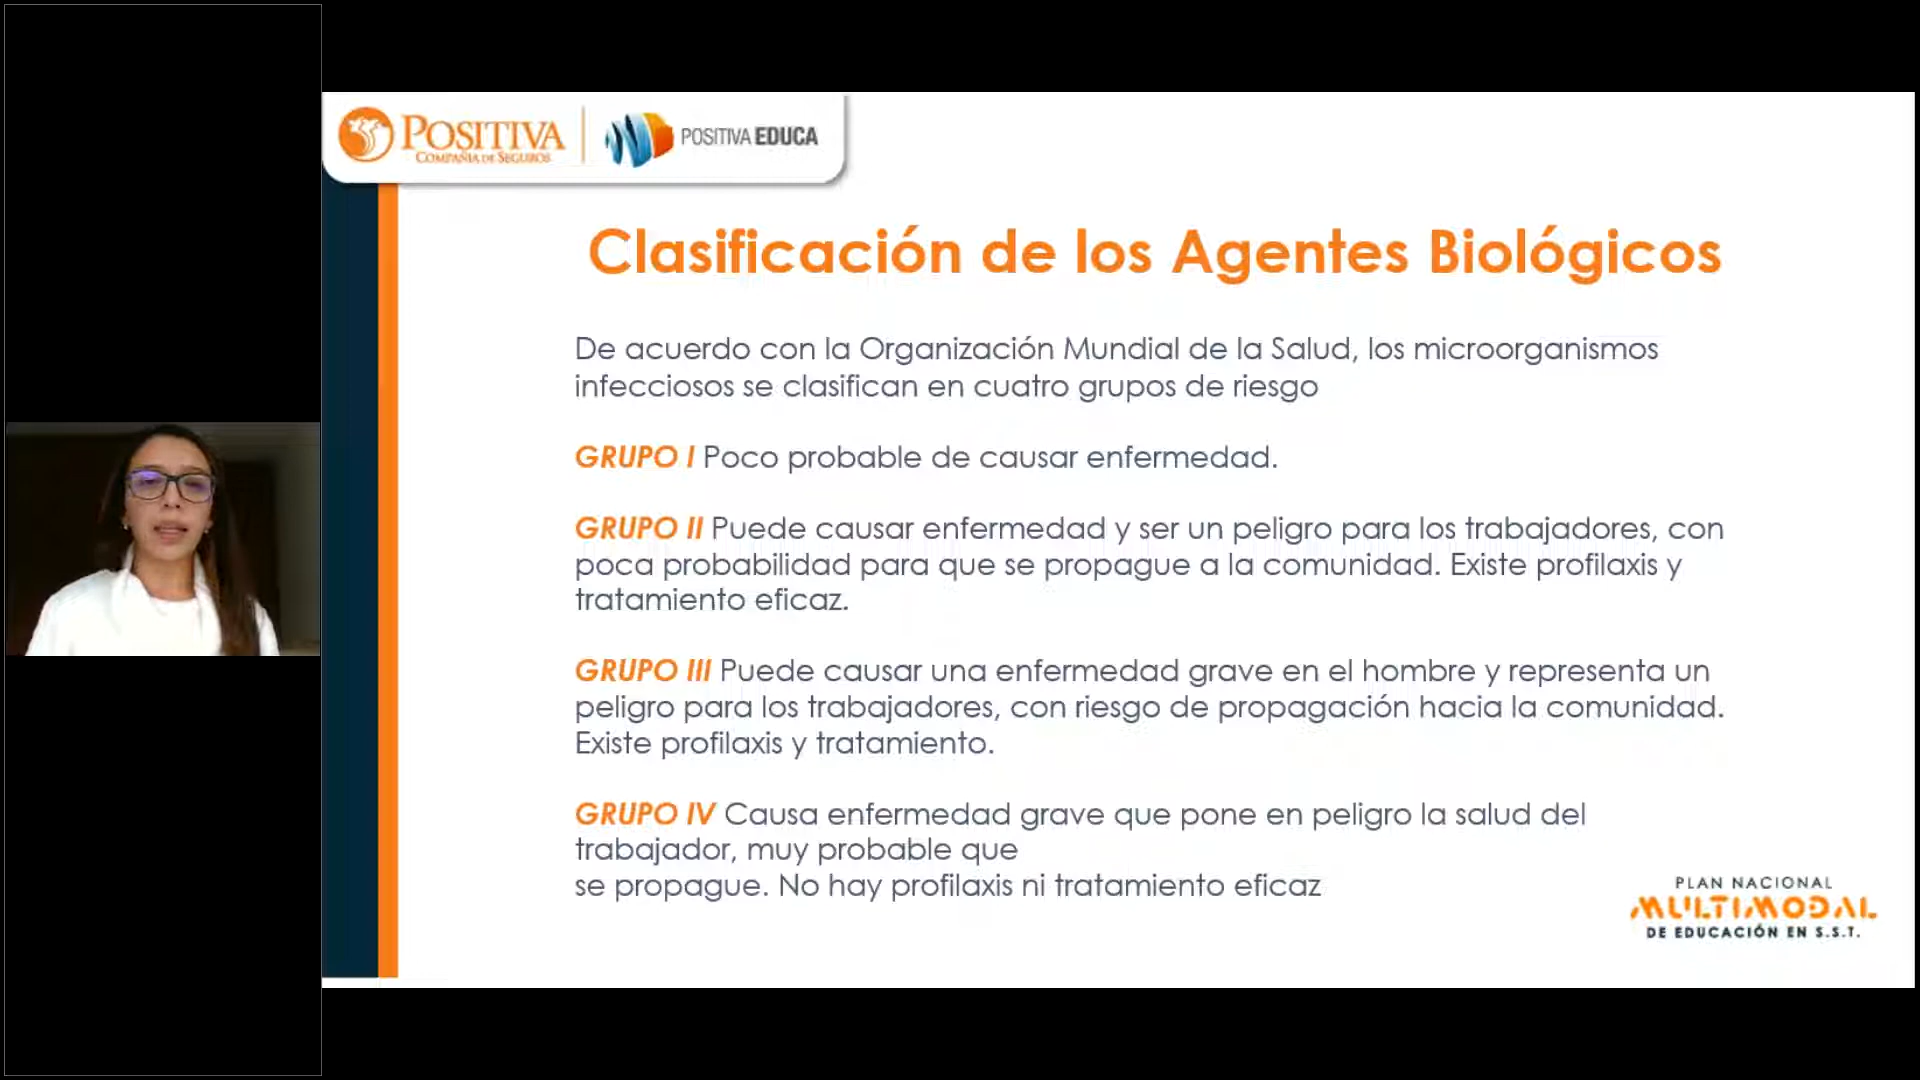 POSITIVA
COMPAÑIA DE SEGUROS
POSITIVA EDUCA
Clasificación de los Agentes Biológicos
De acuerdo con la Organización Mundial de la Salud, los microorganismos
infecciosos se clasifican en cuatro grupos de riesgo
GRUPO I Poco probable de causar enfermedad.
GRUPO II Puede causar enfermedad y ser un peligro para los trabajadores, con
poca probabilidad para que se propague a la comunidad. Existe profilaxis y
tratamiento eficaz.
GRUPO III Puede causar una enfermedad grave en el hombre y representa un
peligro para los trabajadores, con riesgo de propagación hacia la comunidad.
Existe profilaxis y tratamiento.
GRUPO IV Causa enfermedad grave que pone en peligro la salud del
trabajador, muy probable que
se propague. No hay profilaxis ni tratamiento eficaz
PLAN NACIONAL
MULTIMODAL
DE EDUCACIÓN EN S.S.T.